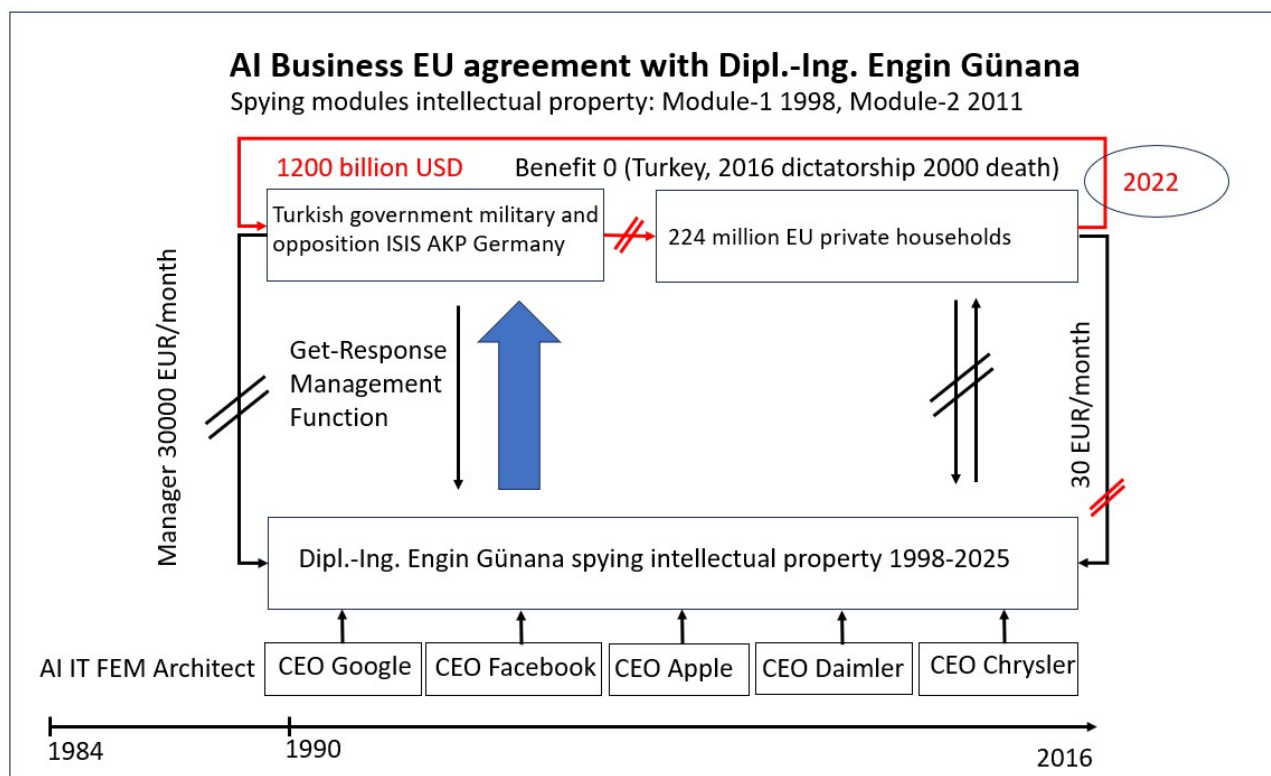 AI Business EU agreement with Dipl.-Ing. Engin Günana
Spying modules intellectual property: Module-1 1998, Module-2 2011
1200 billion USD
Benefit 0 (Turkey, 2016 dictatorship 2000 death)
2022
Turkish government military and
opposition ISIS AKP Germany
224 million EU private households
Manager 30000 EUR/month
Get-Response
Management
Function
30 EUR/month
Dipl.-Ing. Engin Günana spying intellectual property 1998-2025
AI IT FEM Architect
CEO Google
CEO Facebook
CEO Apple
CEO Daimler
CEO Chrysler
1984
1990
2016